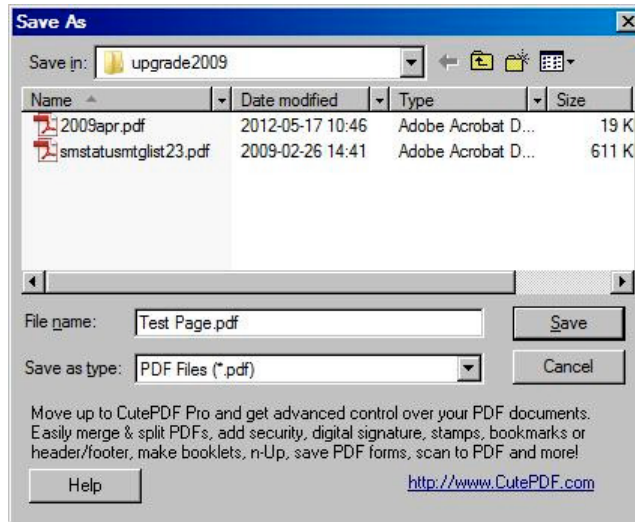 Save As
Save in: upgrade2009
Name Date modified Type Size
2009apr.pdf 2012-05-17 10:46 Adobe Acrobat D... 19 K
smstatusmtglist23.pdf 2009-02-26 14:41 Adobe Acrobat D... 611 K
File name: Test Page.pdf Save
Save as type: PDF Files (*.pdf) Cancel
Move up to CutePDF Pro and get advanced control over your PDF documents.
Easily merge & split PDFs, add security, digital signature, stamps, bookmarks or
header/footer, make booklets, n-Up, save PDF forms, scan to PDF and more!
Help http://www.CutePDF.com